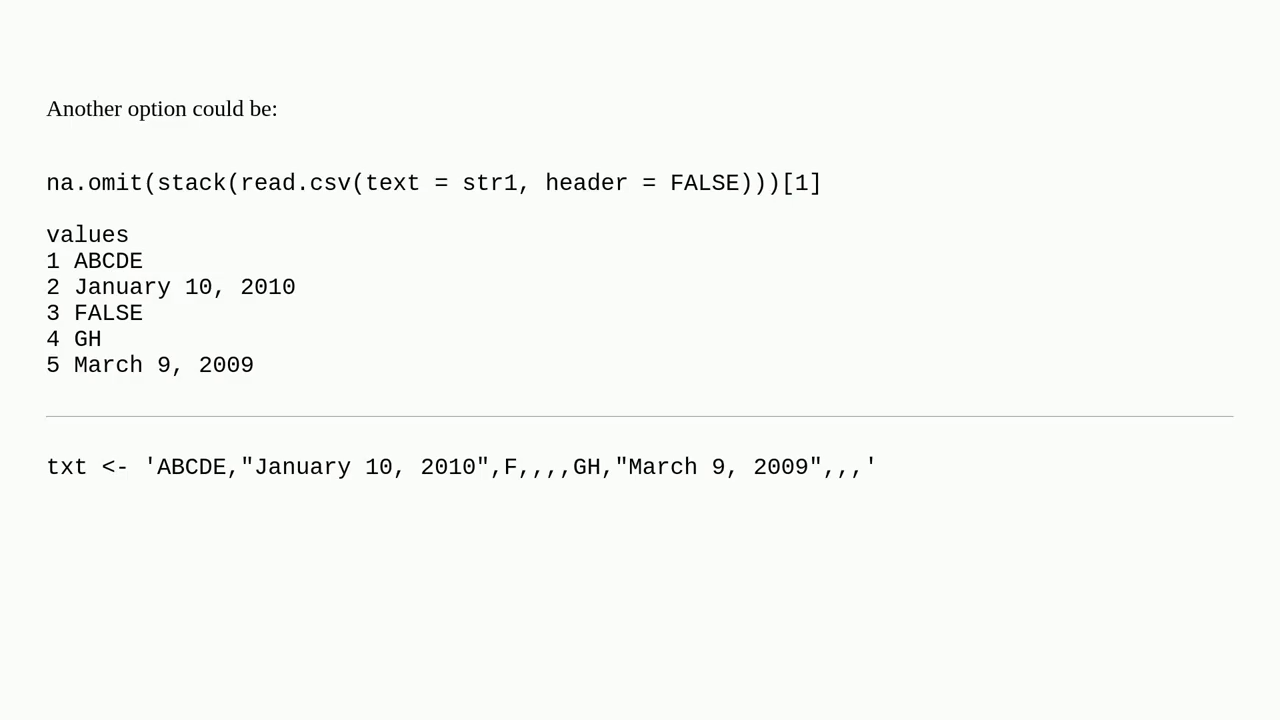 Another option could be:
na.omit(stack(read.csv(text = str1, header = FALSE)))[1]
values
1 ABCDE
2 January 10, 2010
3 FALSE
4 GH
5 March 9, 2009
txt <- 'ABCDE,"January 10, 2010",F,,,,GH,"March 9, 2009",,,'